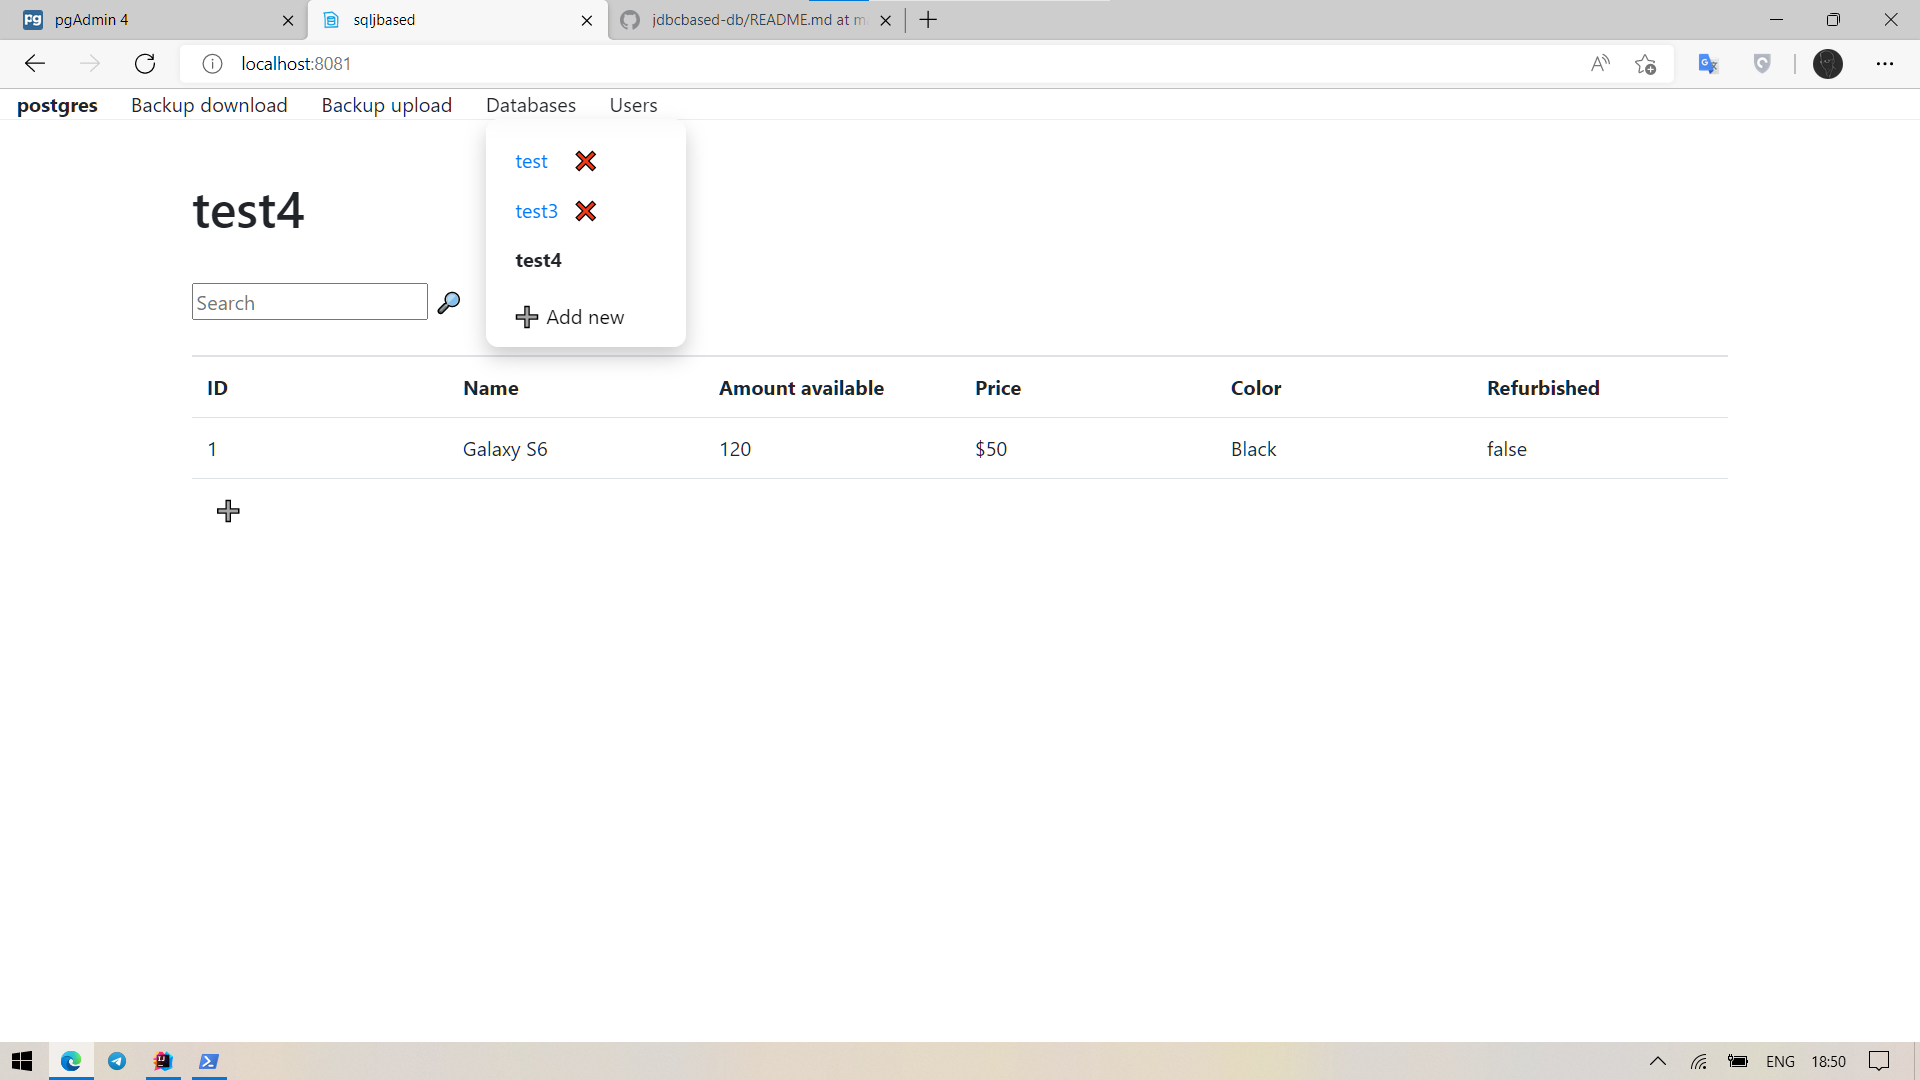 pgAdmin 4
sqljbased
jdbcbased-db/README.md at m
localhost:8081
postgres Backup download Backup upload Databases Users
test
test3
test4
Add new
test4
Search
ID Name Amount available Price Color Refurbished
1 Galaxy S6 120 $50 Black false
ENG 18:50